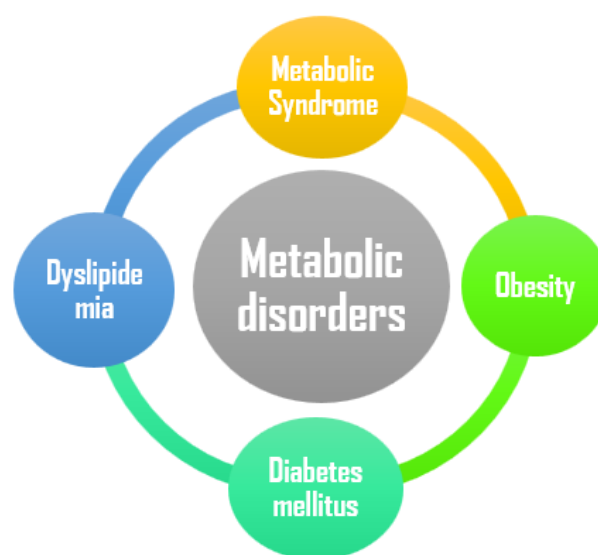 Metabolic
Syndrome
Dyslipide
mia
Metabolic
disorders
Obesity
Diabetes
mellitus